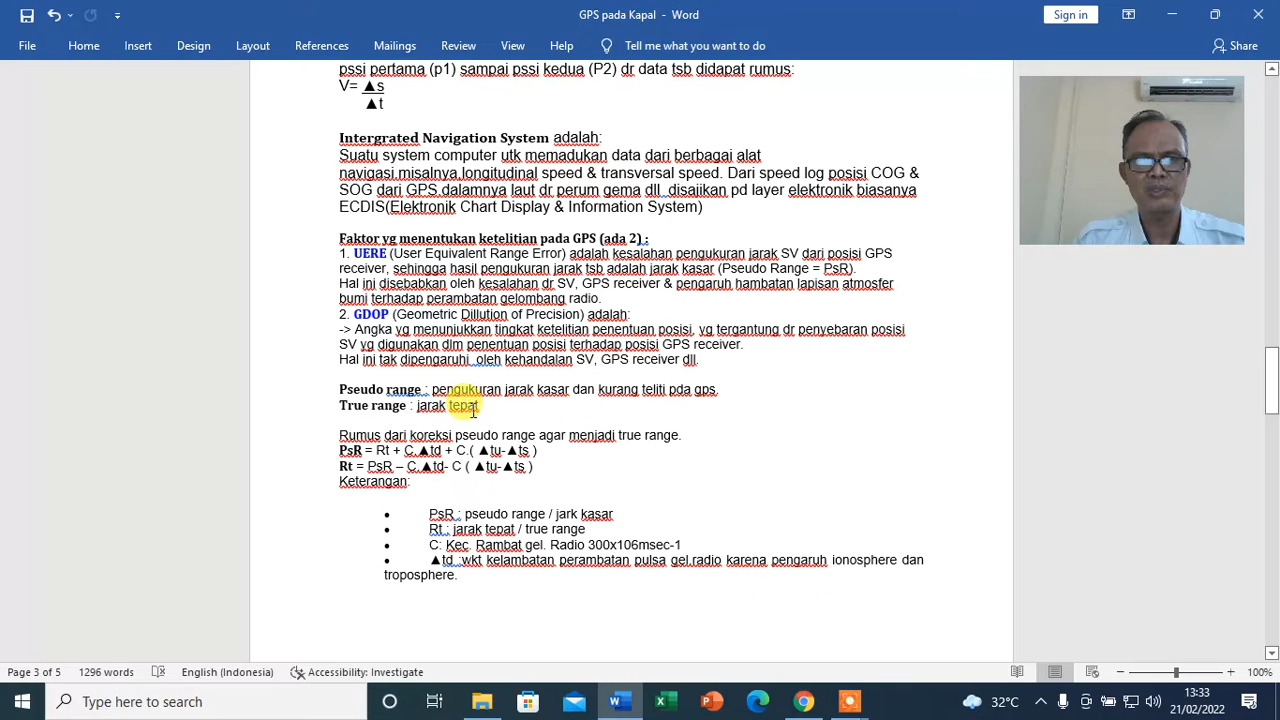 GPS pada Kapal - Word
Sign in
File Home Insert Design Layout References Mailings Review View Help Tell me what you want to do Share
pssi pertama (p1) sampai pssi kedua (P2) dr data tsb didapat rumus:
V= ▲s
▲t
Intergrated Navigation System adalah:
Suatu system computer utk memadukan data dari berbagai alat
navigasi.misalnya,longitudinal speed & transversal speed. Dari speed log posisi COG &
SOG dari GPS.dalamnya laut dr perum gema dll disajikan pd layer elektronik biasanya
ECDIS(Elektronik Chart Display & Information System)
Faktor yg menentukan ketelitian pada GPS (ada 2) :
1. UERE (User Equivalent Range Error) adalah kesalahan pengukuran jarak SV dari posisi GPS
receiver, sehingga hasil pengukuran jarak tsb adalah jarak kasar (Pseudo Range = PsR).
Hal ini disebabkan oleh kesalahan dr SV, GPS receiver & pengaruh hambatan lapisan atmosfer
bumi terhadap perambatan gelombang radio.
2. GDOP (Geometric Dillution of Precision) adalah:
-> Angka yg menunjukkan tingkat ketelitian penentuan posisi, yg tergantung dr penyebaran posisi
SV yg digunakan dlm penentuan posisi terhadap posisi GPS receiver.
Hal ini tak dipengaruhi oleh kehandalan SV, GPS receiver dll.
Pseudo range : pengukuran jarak kasar dan kurang teliti pda gps.
True range : jarak tepat
Rumus dari koreksi pseudo range agar menjadi true range.
PsR = Rt + C.▲td + C.( ▲tu-▲ts )
Rt = PsR – C.▲td- C ( ▲tu-▲ts )
Keterangan:
• PsR : pseudo range / jark kasar
• Rt : jarak tepat / true range
• C: Kec. Rambat gel. Radio 300x106msec-1
• ▲td :wkt kelambatan perambatan pulsa gel.radio karena pengaruh ionosphere dan
troposphere.
Page 3 of 5 1296 words English (Indonesia) Accessibility: Investigate 100%
Type here to search
32°C
13:33
21/02/2022